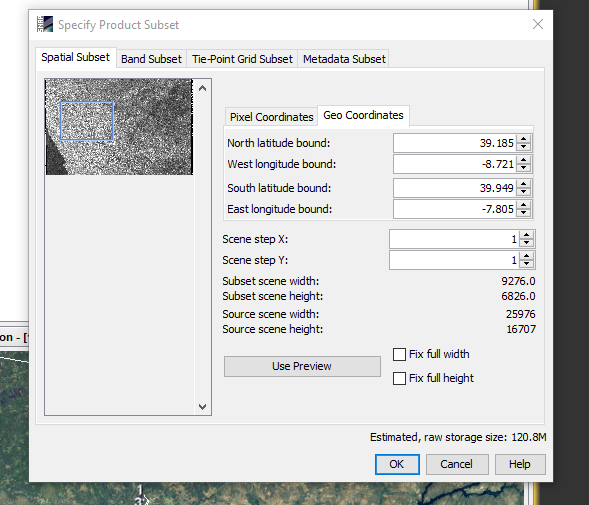 Specify Product Subset
Spatial Subset Band Subset Tie-Point Grid Subset Metadata Subset
Pixel Coordinates Geo Coordinates
North latitude bound: 39.185
West longitude bound: -8.721
South latitude bound: 39.949
East longitude bound: -7.805
Scene step X: 1
Scene step Y: 1
Subset scene width: 9276.0
Subset scene height: 6826.0
Source scene width: 25976
Source scene height: 16707
on - [
Use Preview
Fix full width
Fix full height
Estimated, raw storage size: 120.8M
OK Cancel Help
1